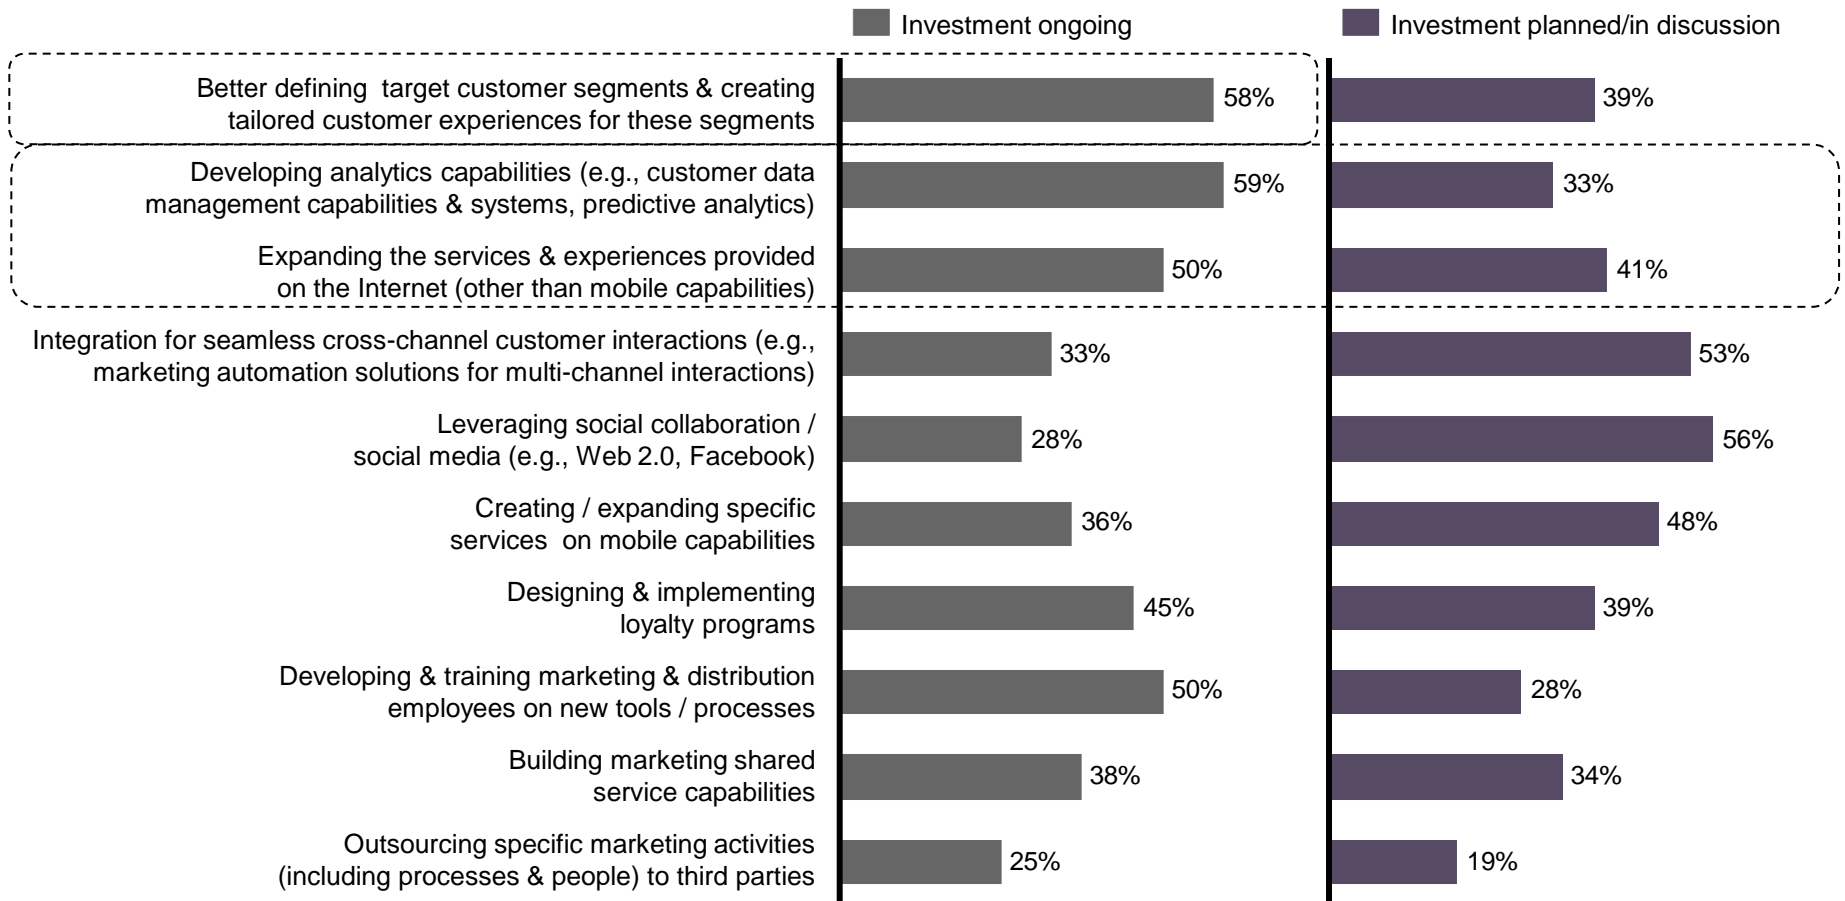 Investment ongoing
Investment planned/in discussion
Better defining target customer segments & creating
tailored customer experiences for these segments
58%
39%
Developing analytics capabilities (e.g., customer data
management capabilities & systems, predictive analytics)
59%
33%
Expanding the services & experiences provided
on the Internet (other than mobile capabilities)
50%
41%
Integration for seamless cross-channel customer interactions (e.g.,
marketing automation solutions for multi-channel interactions)
33%
53%
Leveraging social collaboration /
social media (e.g., Web 2.0, Facebook)
28%
56%
Creating / expanding specific
services on mobile capabilities
36%
48%
Designing & implementing
loyalty programs
45%
39%
Developing & training marketing & distribution
employees on new tools / processes
50%
28%
Building marketing shared
service capabilities
38%
34%
Outsourcing specific marketing activities
(including processes & people) to third parties
25%
19%